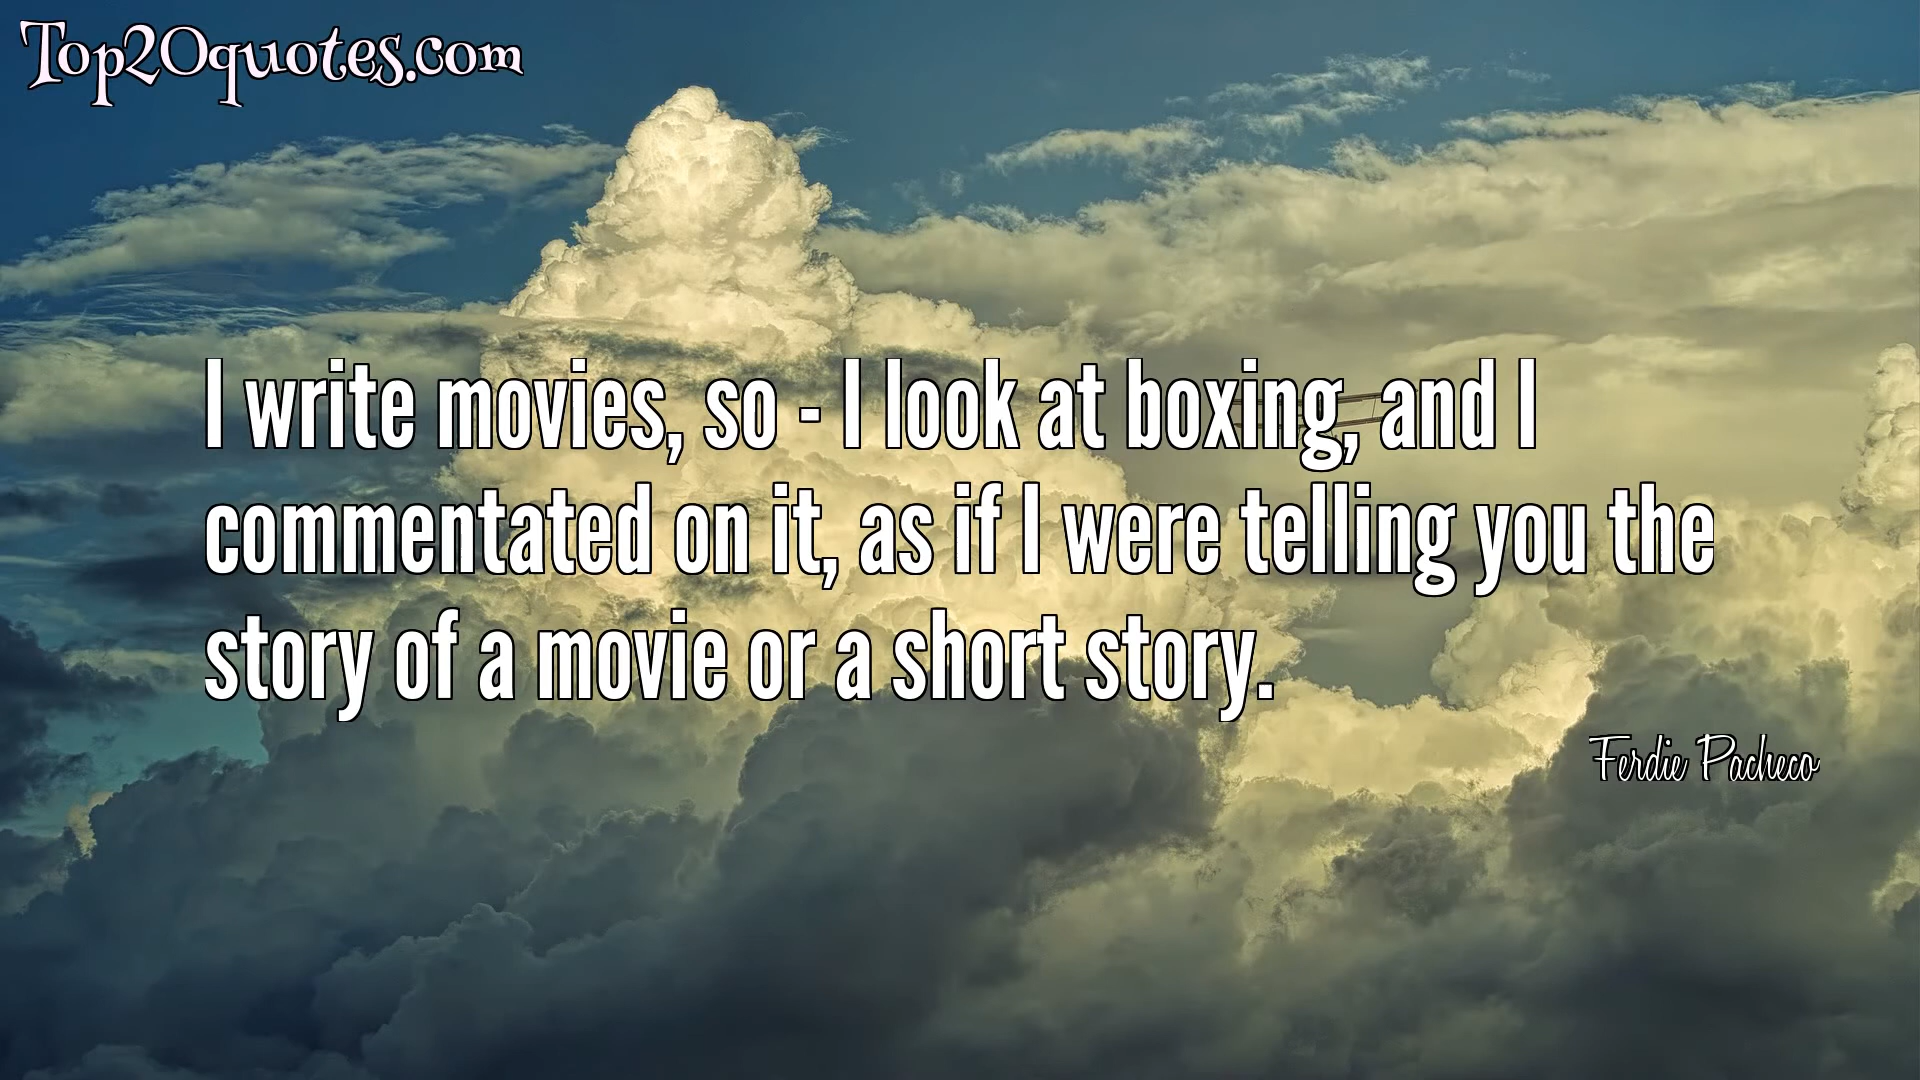 Top20quotes.com
I write movies, so - I look at boxing, and I
commentated on it, as if I were telling you the
story of a movie or a short story.
Ferdie Pacheco